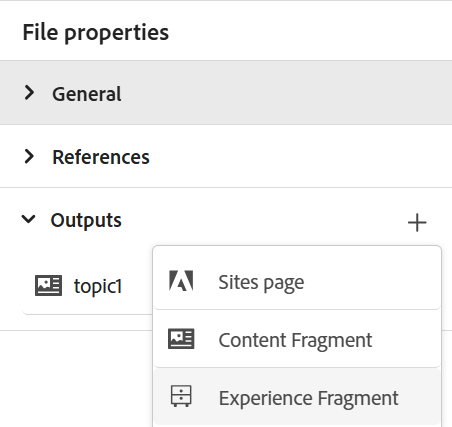 File properties
General
References
Outputs
topic1
Sites page
Content Fragment
Experience Fragment